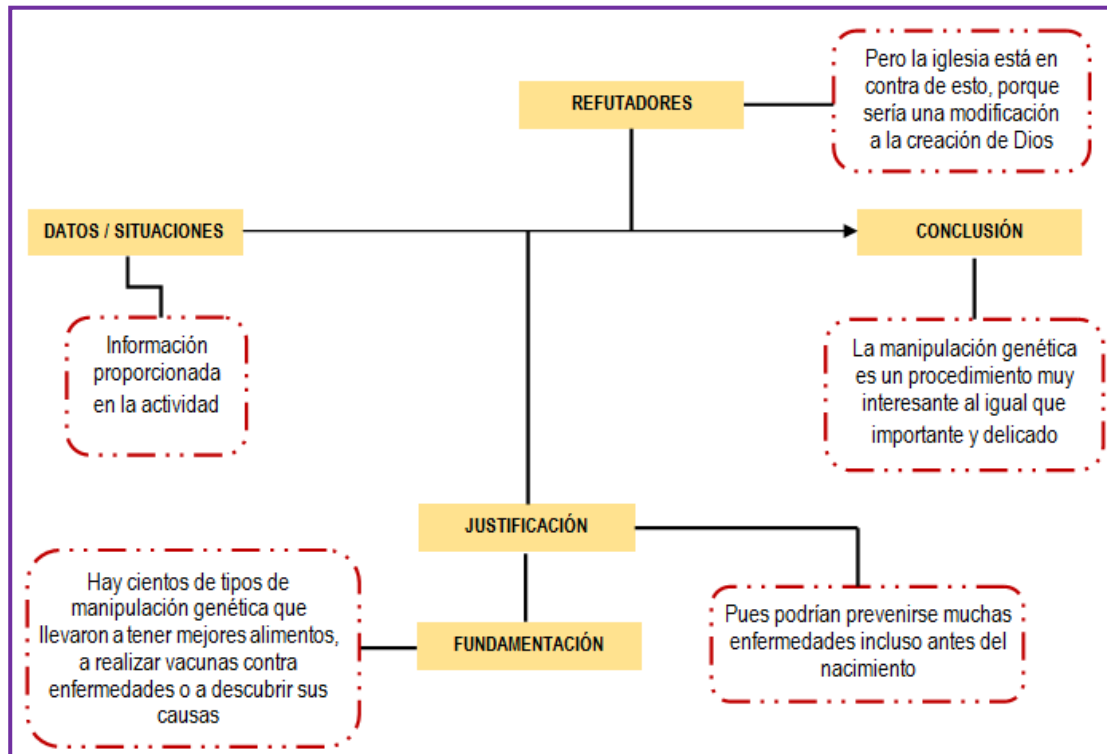 Pero la iglesia está en
contra de esto, porque
sería una modificación
a la creación de Dios
REFUTADORES
DATOS / SITUACIONES
CONCLUSIÓN
Información
proporcionada
en la actividad
La manipulación genética
es un procedimiento muy
interesante al igual que
importante y delicado
JUSTIFICACIÓN
Hay cientos de tipos de
manipulación genética que
llevaron a tener mejores alimentos,
a realizar vacunas contra
enfermedades o a descubrir sus
causas
FUNDAMENTACIÓN
Pues podrían prevenirse muchas
enfermedades incluso antes del
nacimiento